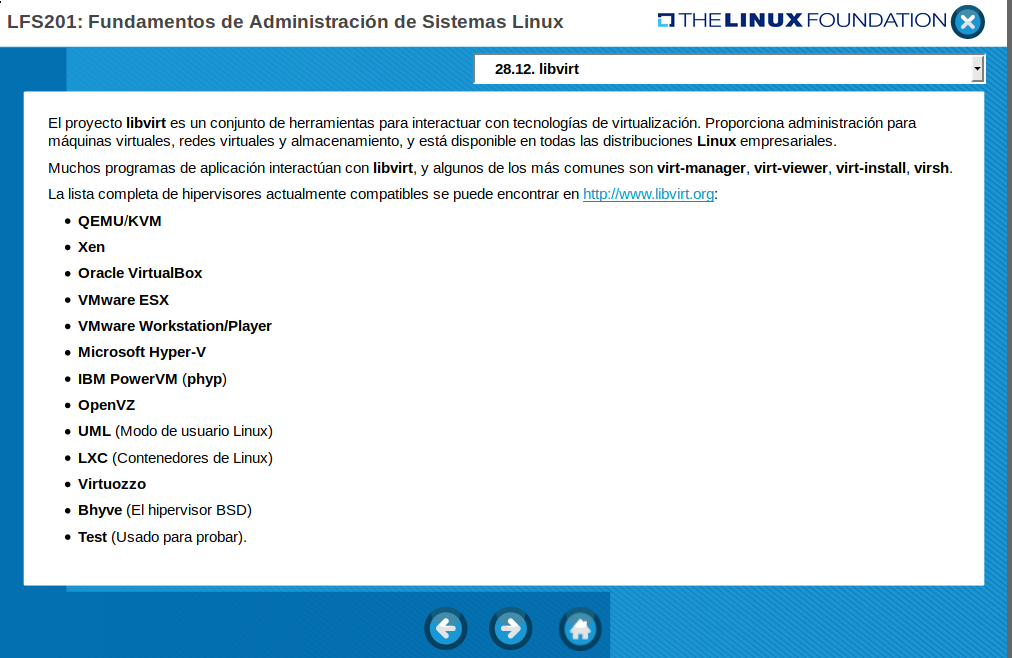 LFS201: Fundamentos de Administración de Sistemas Linux
THE LINUX FOUNDATION
28.12. libvirt
El proyecto libvirt es un conjunto de herramientas para interactuar con tecnologías de virtualización. Proporciona administración para
máquinas virtuales, redes virtuales y almacenamiento, y está disponible en todas las distribuciones Linux empresariales.
Muchos programas de aplicación interactúan con libvirt, y algunos de los más comunes son virt-manager, virt-viewer, virt-install, virsh.
La lista completa de hipervisores actualmente compatibles se puede encontrar en http://www.libvirt.org:
• QEMU/KVM
• Xen
• Oracle VirtualBox
• VMware ESX
• VMware Workstation/Player
• Microsoft Hyper-V
• IBM PowerVM (phyp)
• OpenVZ
• UML (Modo de usuario Linux)
• LXC (Contenedores de Linux)
• Virtuozzo
• Bhyve (El hipervisor BSD)
• Test (Usado para probar).